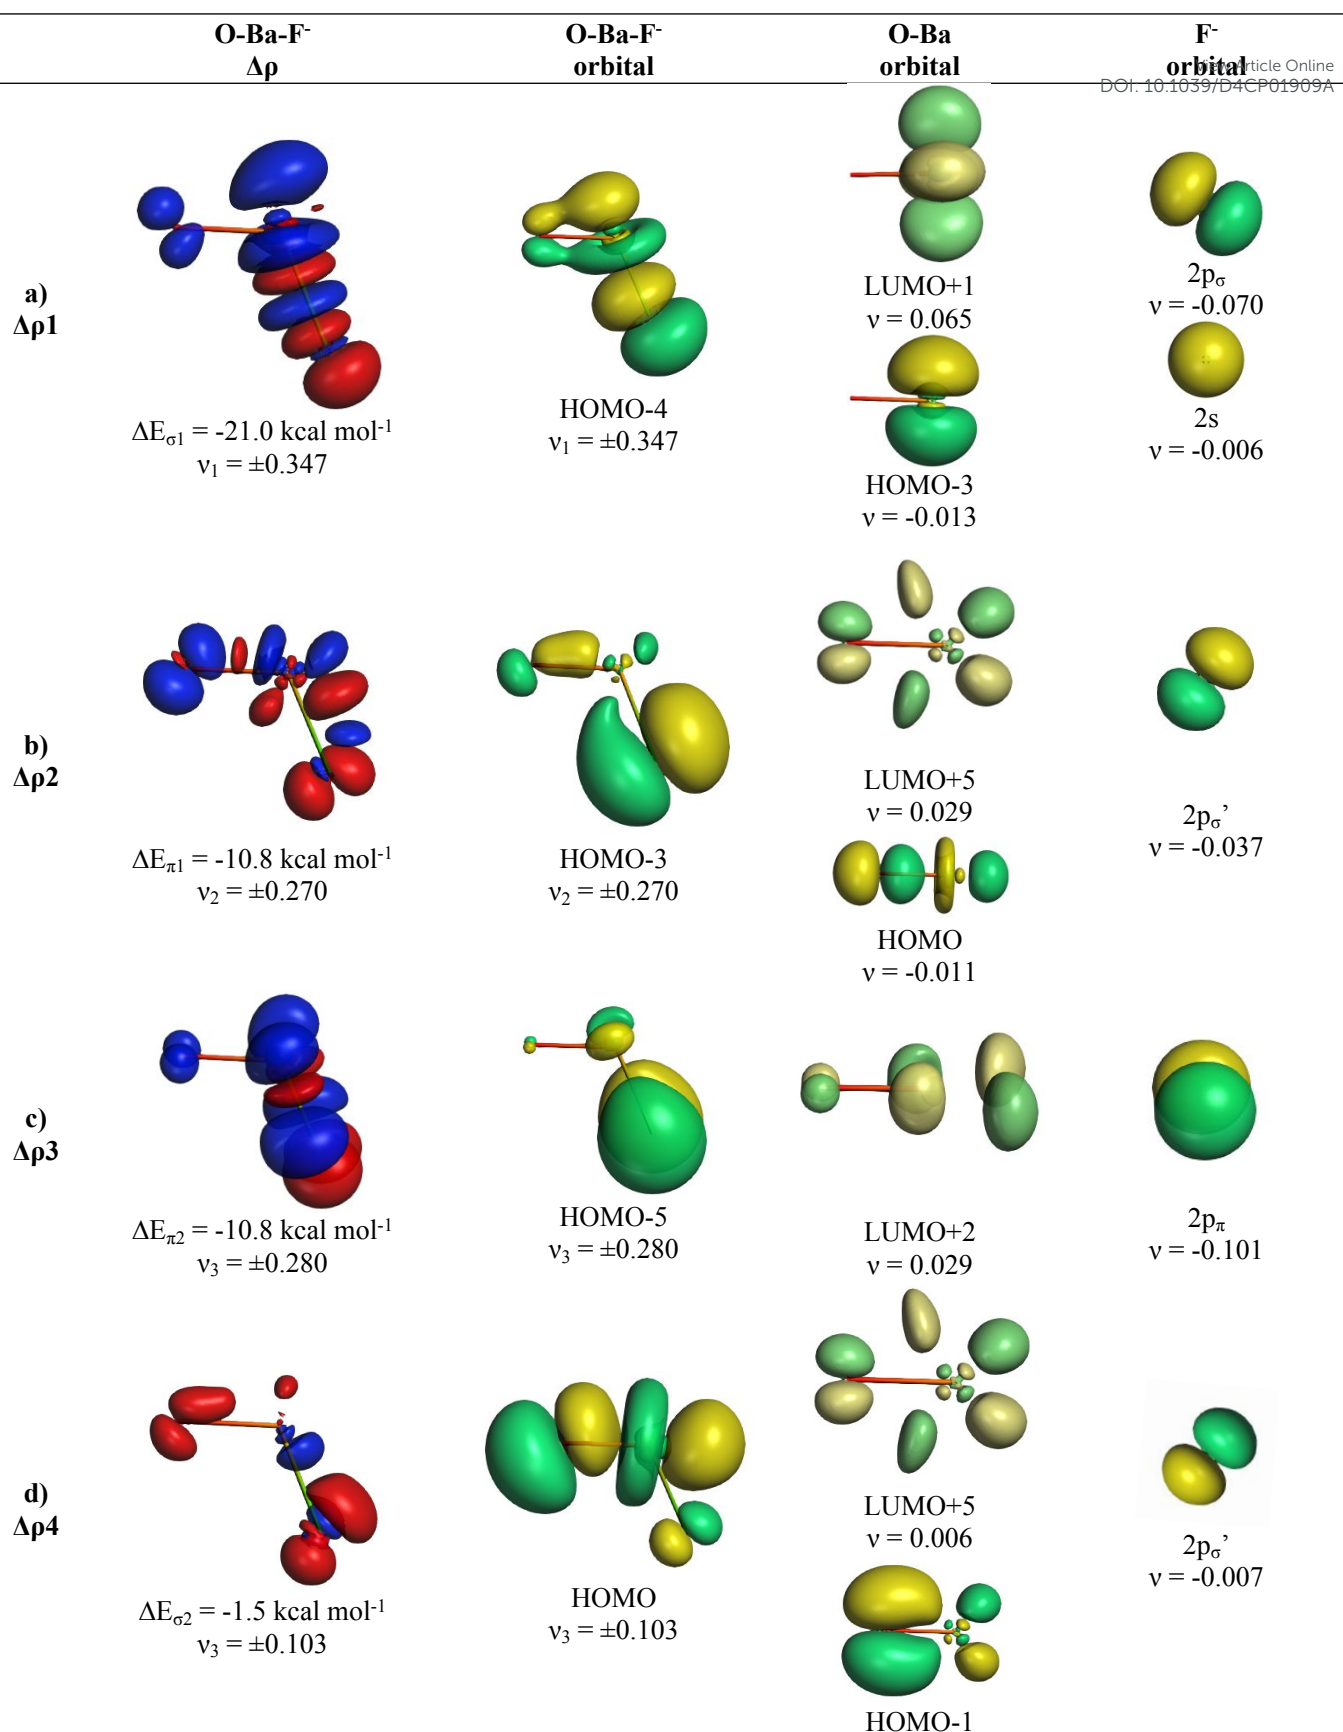 O-Ba-F-
Δρ
O-Ba-F-
orbital
O-Ba
orbital
F-
orbital
View Article Online
DOI: 10.1039/D4CP01909A
a)
Δρ1
ΔEσ1 = -21.0 kcal mol-1
ν1 = ±0.347
HOMO-4
ν1 = ±0.347
LUMO+1
ν = 0.065
HOMO-3
ν = -0.013
2pσ
ν = -0.070
2s
ν = -0.006
b)
Δρ2
ΔEπ1 = -10.8 kcal mol-1
ν2 = ±0.270
HOMO-3
ν2 = ±0.270
LUMO+5
ν = 0.029
HOMO
ν = -0.011
2pσ’
ν = -0.037
c)
Δρ3
ΔEπ2 = -10.8 kcal mol-1
ν3 = ±0.280
HOMO-5
ν3 = ±0.280
LUMO+2
ν = 0.029
2pπ
ν = -0.101
d)
Δρ4
ΔEσ2 = -1.5 kcal mol-1
ν3 = ±0.103
HOMO
ν3 = ±0.103
LUMO+5
ν = 0.006
HOMO-1
2pσ’
ν = -0.007